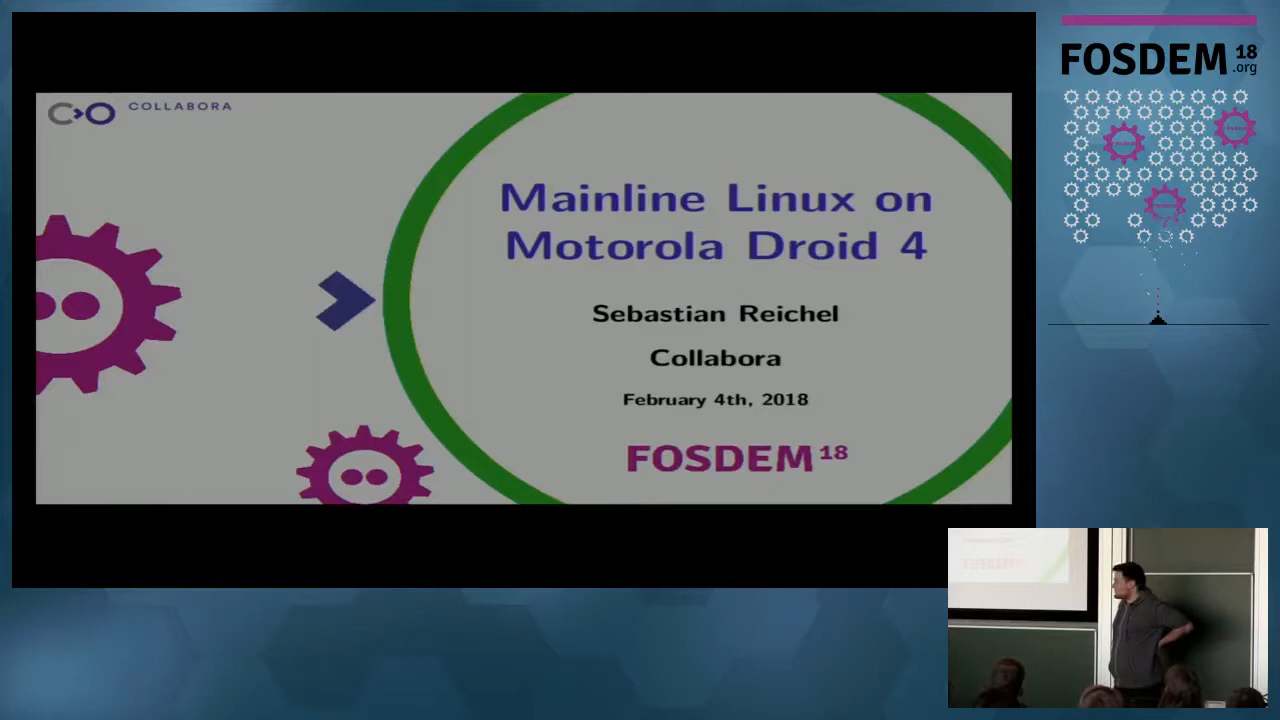 COLLABORA
Mainline Linux on
Motorola Droid 4
Sebastian Reichel
Collabora
February 4th, 2018
FOSDEM 18
FOSDEM 18
.org